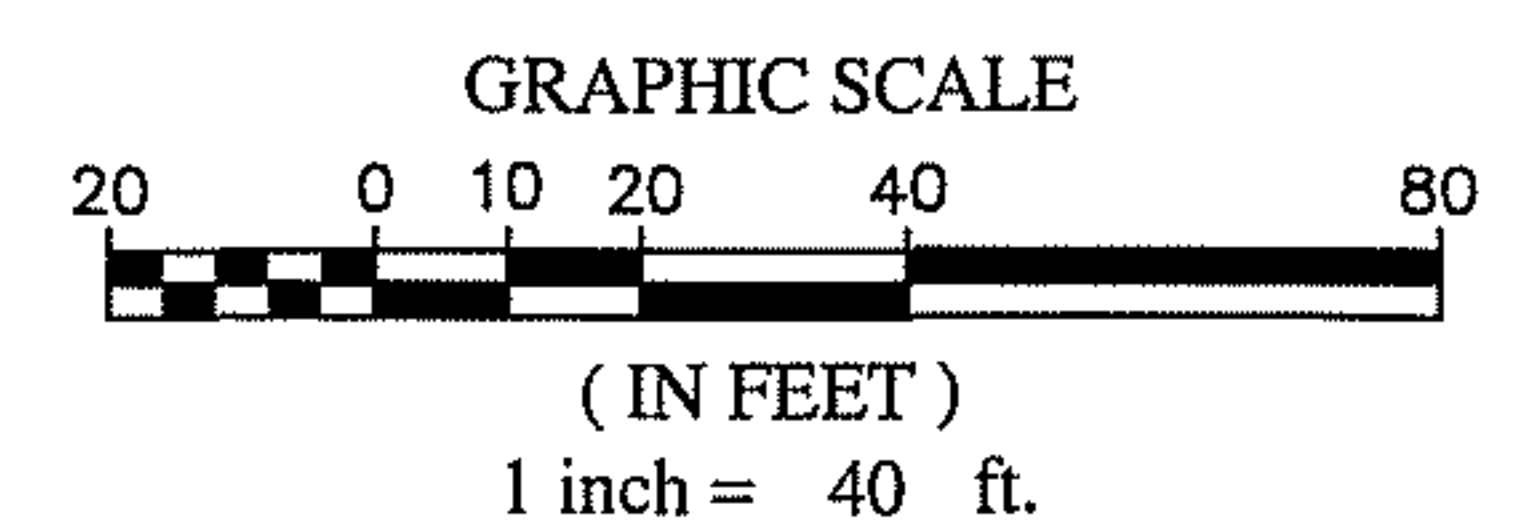 GRAPHIC SCALE
20 0 10 20 40 80
( IN FEET )
1 inch = 40 ft.